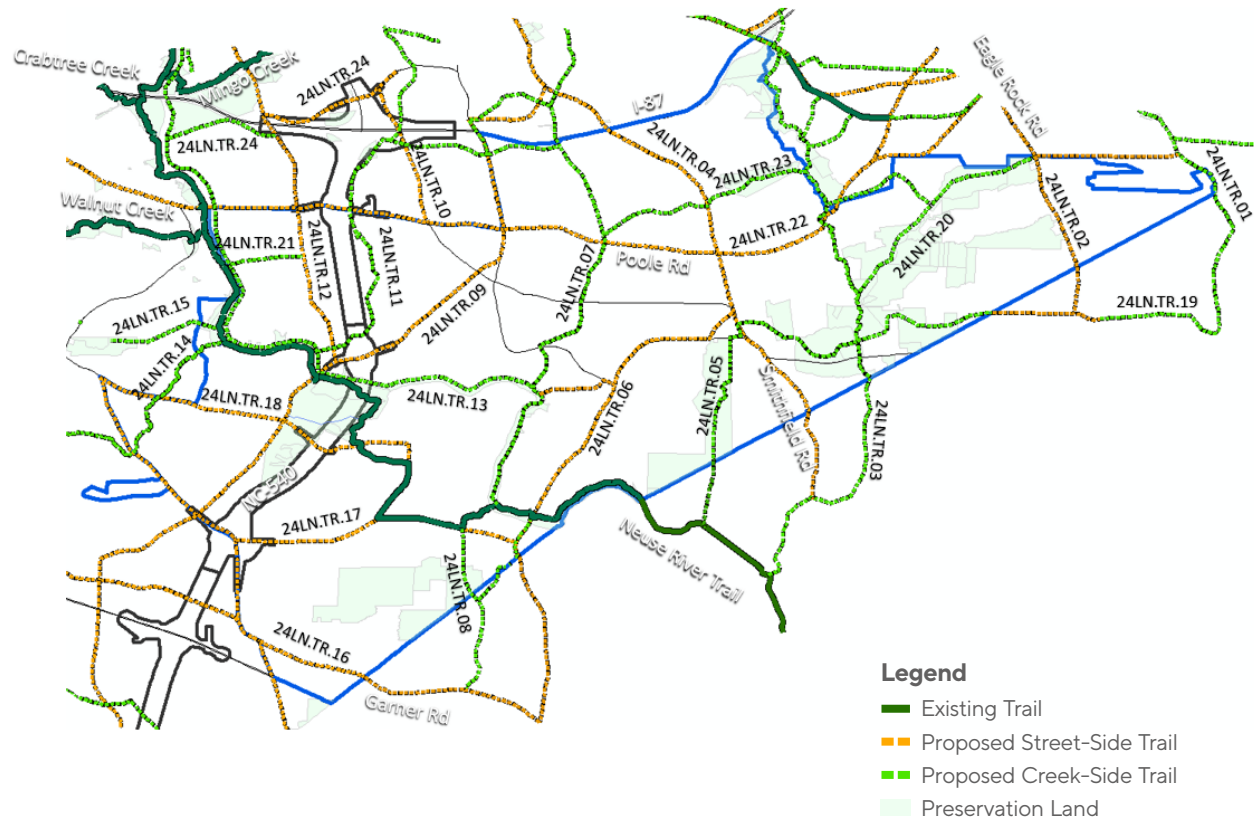 Crabtree Creek
Mingo Creek
24LN.TR.24
Eagle Rock Rd
I-87
24LN.TR.24
24LN.TR.04
24LN.TR.23
24LN.TR.10
24LN.TR.01
Walnut Creek
24LN.TR.21
24LN.TR.12
24LN.TR.11
24LN.TR.07
Poole Rd
24LN.TR.22
24LN.TR.20
24LN.TR.02
24LN.TR.15
24LN.TR.09
24LN.TR.19
24LN.TR.14
24LN.TR.18
24LN.TR.13
24LN.TR.06
24LN.TR.05
Smithfield Rd
24LN.TR.03
NC-540
24LN.TR.17
Neuse River Trail
24LN.TR.08
24LN.TR.16
Garner Rd
Legend
Existing Trail
Proposed Street-Side Trail
Proposed Creek-Side Trail
Preservation Land